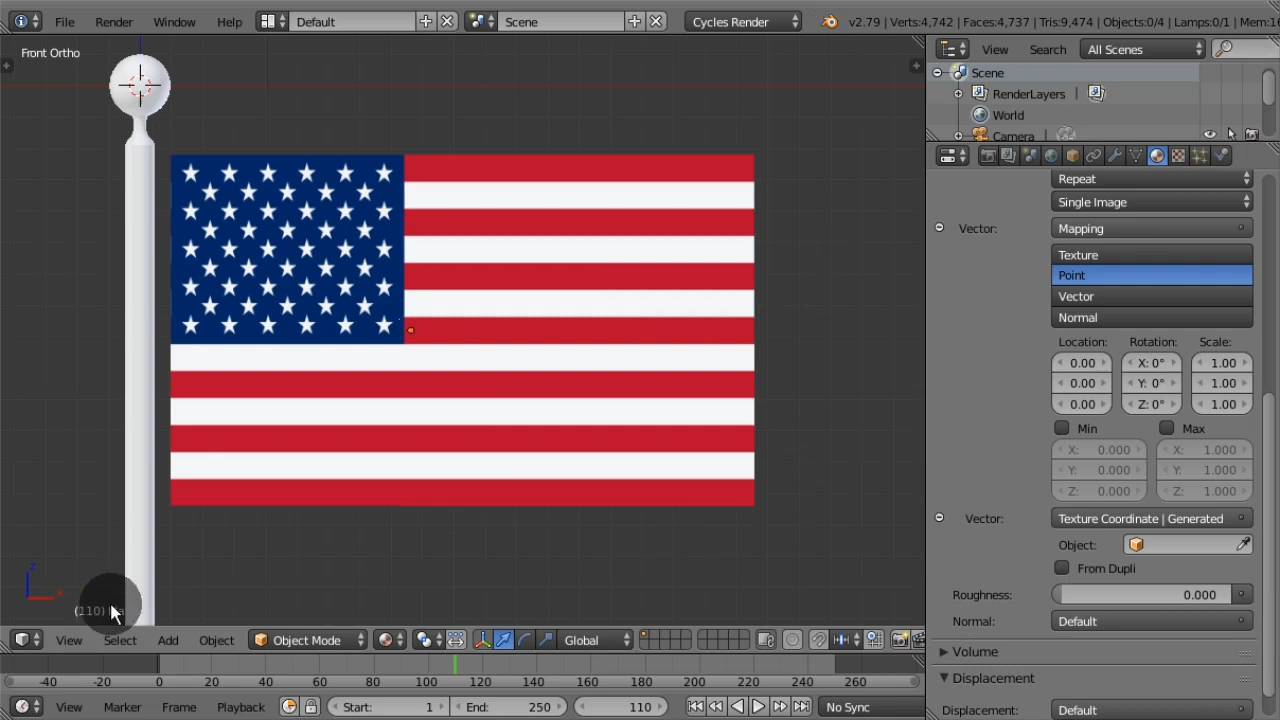 File Render Window Help Default Scene Cycles Render v2.79 | Verts:4,742 | Faces:4,737 | Tris:9,474 | Objects:0/4 | Lamps:0/1 | Mem:1
Front Ortho
View Search All Scenes
Scene
RenderLayers |
World
Camera
Repeat
Single Image
Vector: Mapping
Texture
Point
Vector
Normal
Location: Rotation: Scale:
0.00 X: 0° 1.00
0.00 Y: 0° 1.00
0.00 Z: 0° 1.00
Min Max
X: 0.000 X: 1.000
Y: 0.000 Y: 1.000
Z: 0.000 Z: 1.000
Vector: Texture Coordinate | Generated
Object:
From Dupli
Roughness: 0.000
Normal: Default
Volume
Displacement
Displacement: Default
z
x
(110)
View Select Add Object Object Mode Global
-40 -20 0 20 40 60 80 100 120 140 160 180 200 220 240 260
View Marker Frame Playback Start: 1 End: 250 110 No Sync